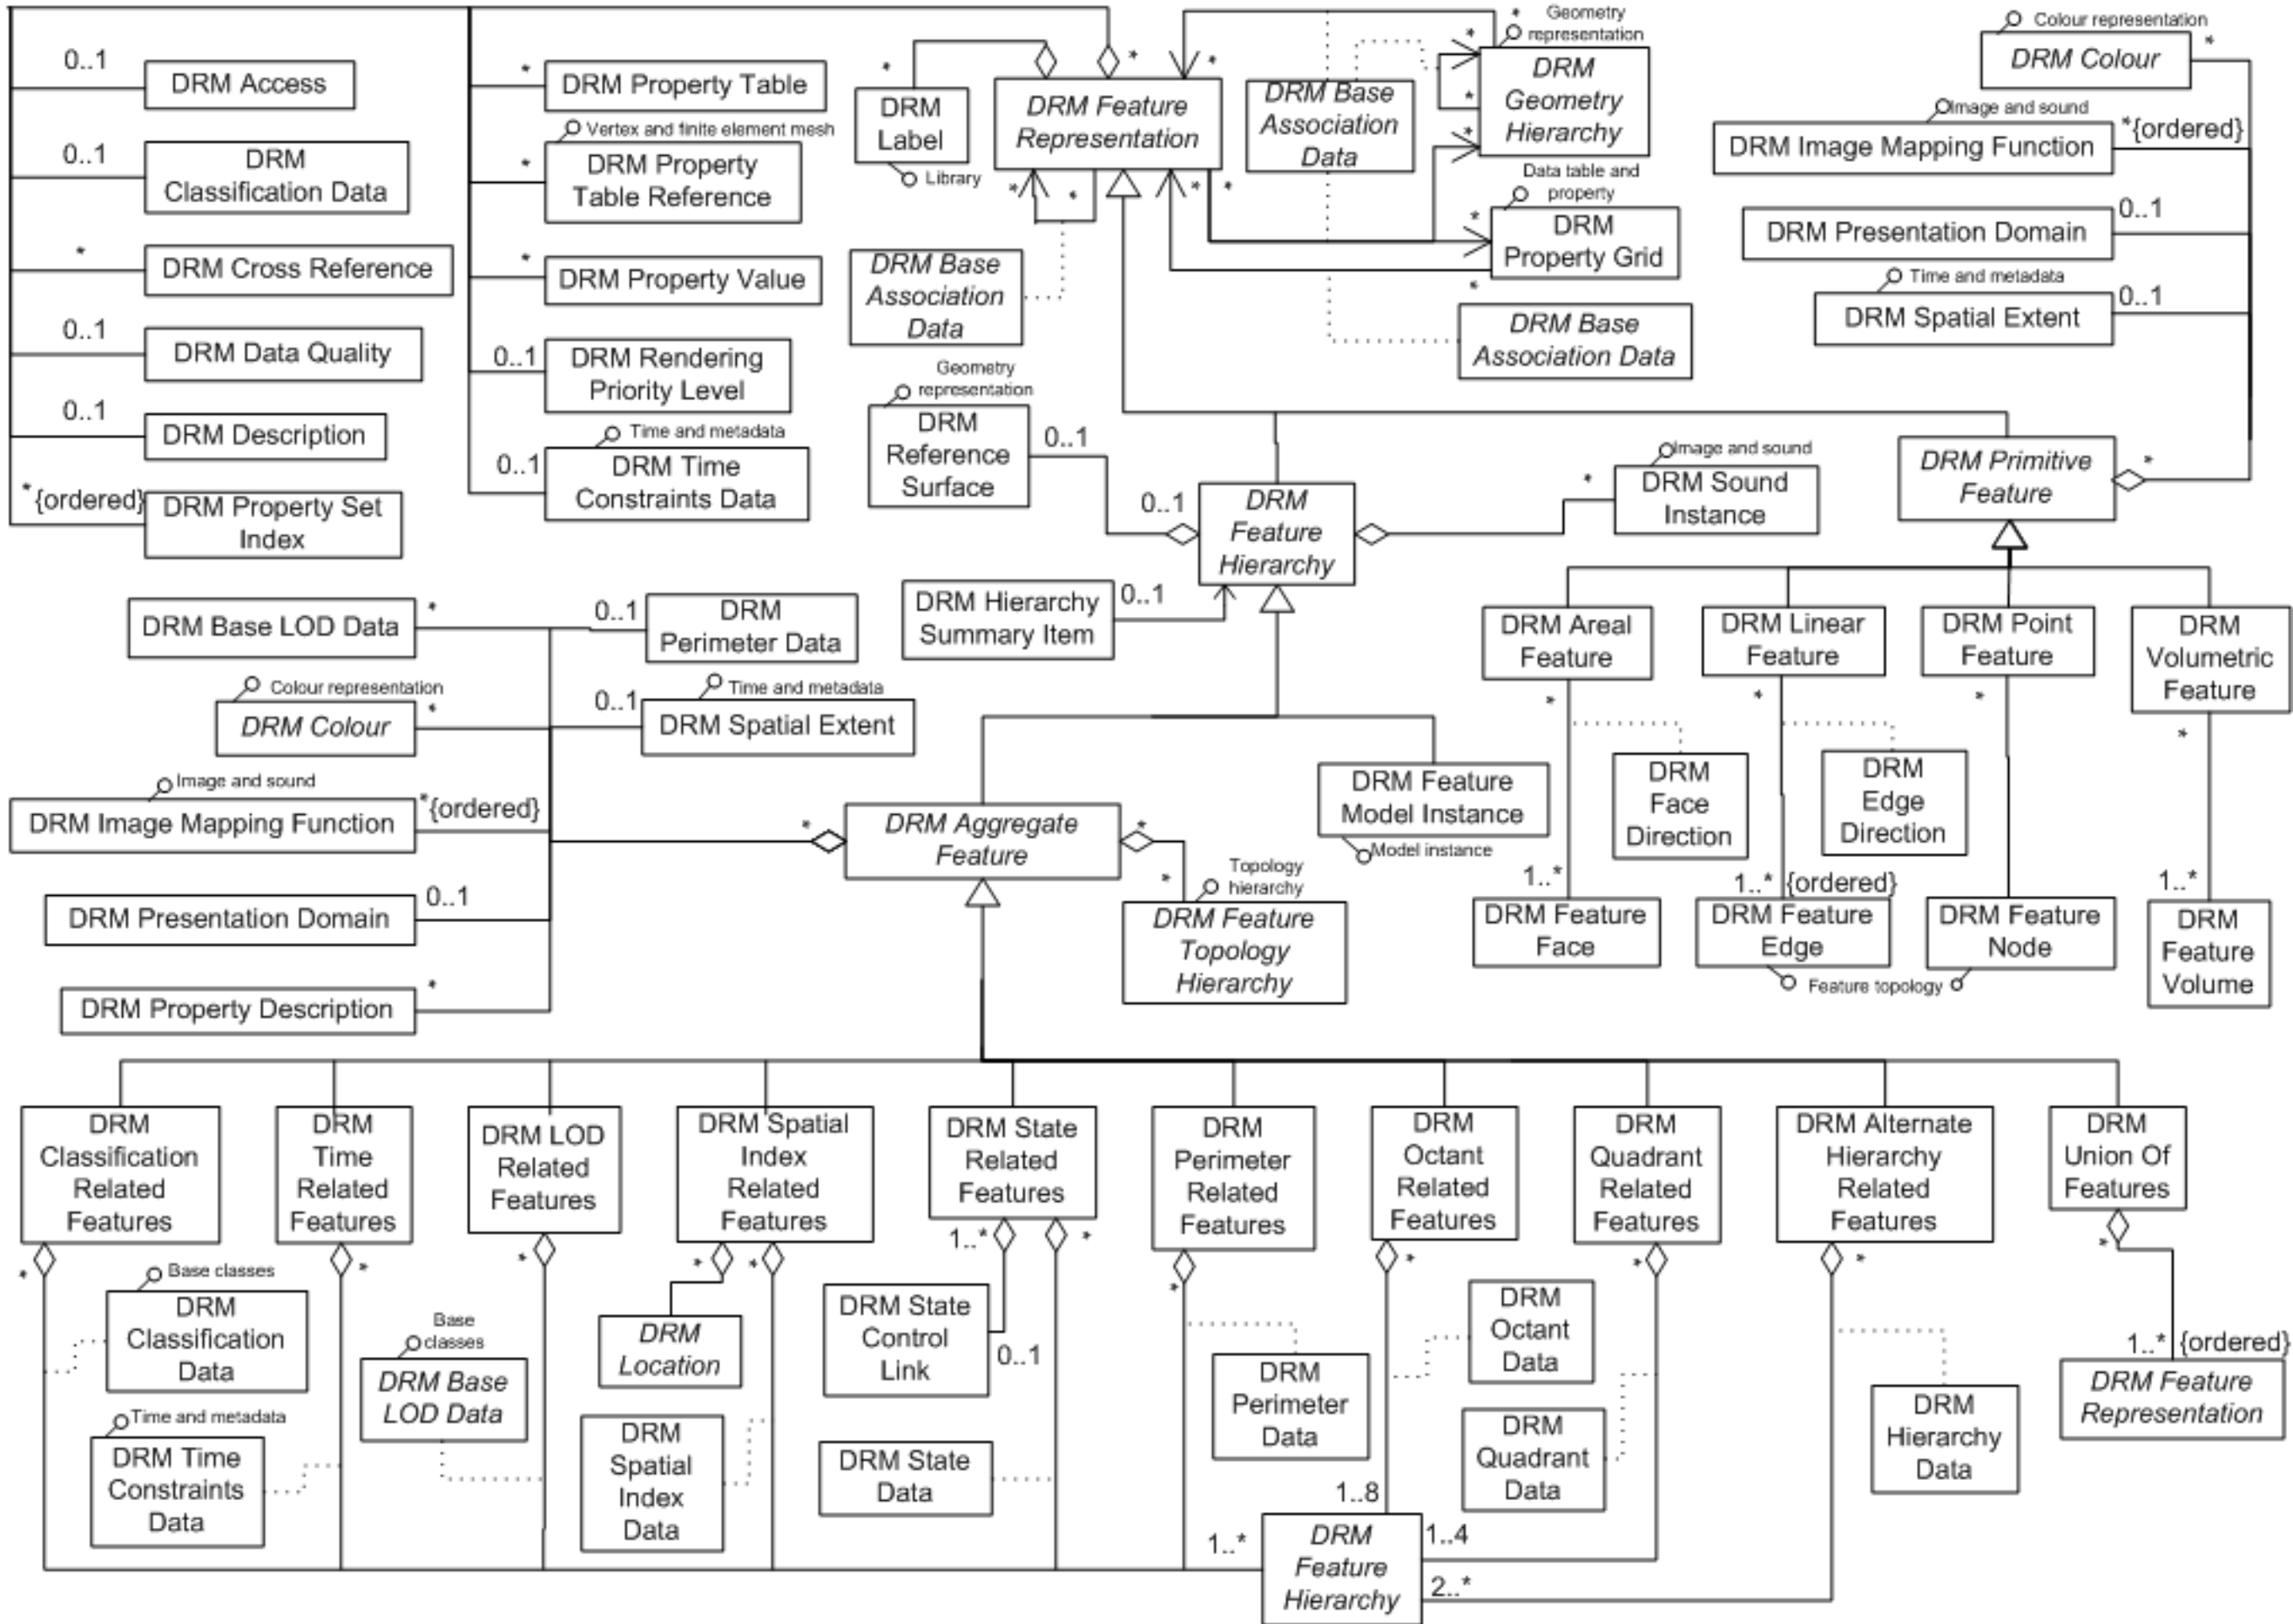 0..1
DRM Access
0..1
DRM
Classification Data
*
DRM Cross Reference
0..1
DRM Data Quality
0..1
DRM Description
*
{ordered}
DRM Property Set
Index
*
DRM Property Table
Vertex and finite element mesh
*
DRM Property
Table Reference
*
DRM Property Value
0..1
DRM Rendering
Priority Level
Time and metadata
0..1
DRM Time
Constraints Data
*
DRM
Label
Library
*
DRM Feature
Representation
*
*
*
*
*
DRM Base
Association
Data
DRM Base
Association
Data
*
Geometry
representation
*
*
*
DRM
Geometry
Hierarchy
Data table and
property
*
*
DRM
Property Grid
DRM Base
Association Data
Colour representation
*
DRM Colour
Image and sound
*{ordered}
DRM Image Mapping Function
0..1
DRM Presentation Domain
Time and metadata
0..1
DRM Spatial Extent
Geometry
representation
DRM
Reference
Surface
0..1
0..1
DRM
Feature
Hierarchy
Image and sound
*
DRM Sound
Instance
DRM Primitive
Feature
*
DRM Hierarchy
Summary Item
0..1
DRM Base LOD Data
*
0..1
DRM
Perimeter Data
Colour representation
DRM Colour
*
Time and metadata
0..1
DRM Spatial Extent
Image and sound
DRM Image Mapping Function
*{ordered}
DRM Presentation Domain
0..1
DRM Property Description
*
*
DRM Aggregate
Feature
*
*
Topology
hierarchy
DRM Feature
Topology
Hierarchy
DRM Feature
Model Instance
Model instance
DRM Areal
Feature
*
DRM
Face
Direction
1..*
DRM Feature
Face
DRM Linear
Feature
*
DRM
Edge
Direction
1..*
{ordered}
DRM Feature
Edge
DRM Point
Feature
*
DRM Feature
Node
Feature topology
DRM
Volumetric
Feature
*
1..*
DRM
Feature
Volume
DRM
Classification
Related
Features
*
DRM
Time
Related
Features
*
DRM LOD
Related
Features
*
DRM Spatial
Index
Related
Features
*
*
DRM State
Related
Features
1..*
*
DRM
Perimeter
Related
Features
*
DRM
Octant
Related
Features
*
DRM
Quadrant
Related
Features
*
DRM Alternate
Hierarchy
Related
Features
*
DRM
Union Of
Features
*
Base classes
DRM
Classification
Data
Time and metadata
DRM Time
Constraints
Data
Base
classes
DRM Base
LOD Data
DRM
Location
DRM
Spatial
Index
Data
DRM State
Control
Link
0..1
DRM State
Data
DRM
Perimeter
Data
DRM
Octant
Data
DRM
Quadrant
Data
DRM
Hierarchy
Data
1..*
{ordered}
DRM Feature
Representation
1..8
1..*
DRM
Feature
Hierarchy
1..4
2..*